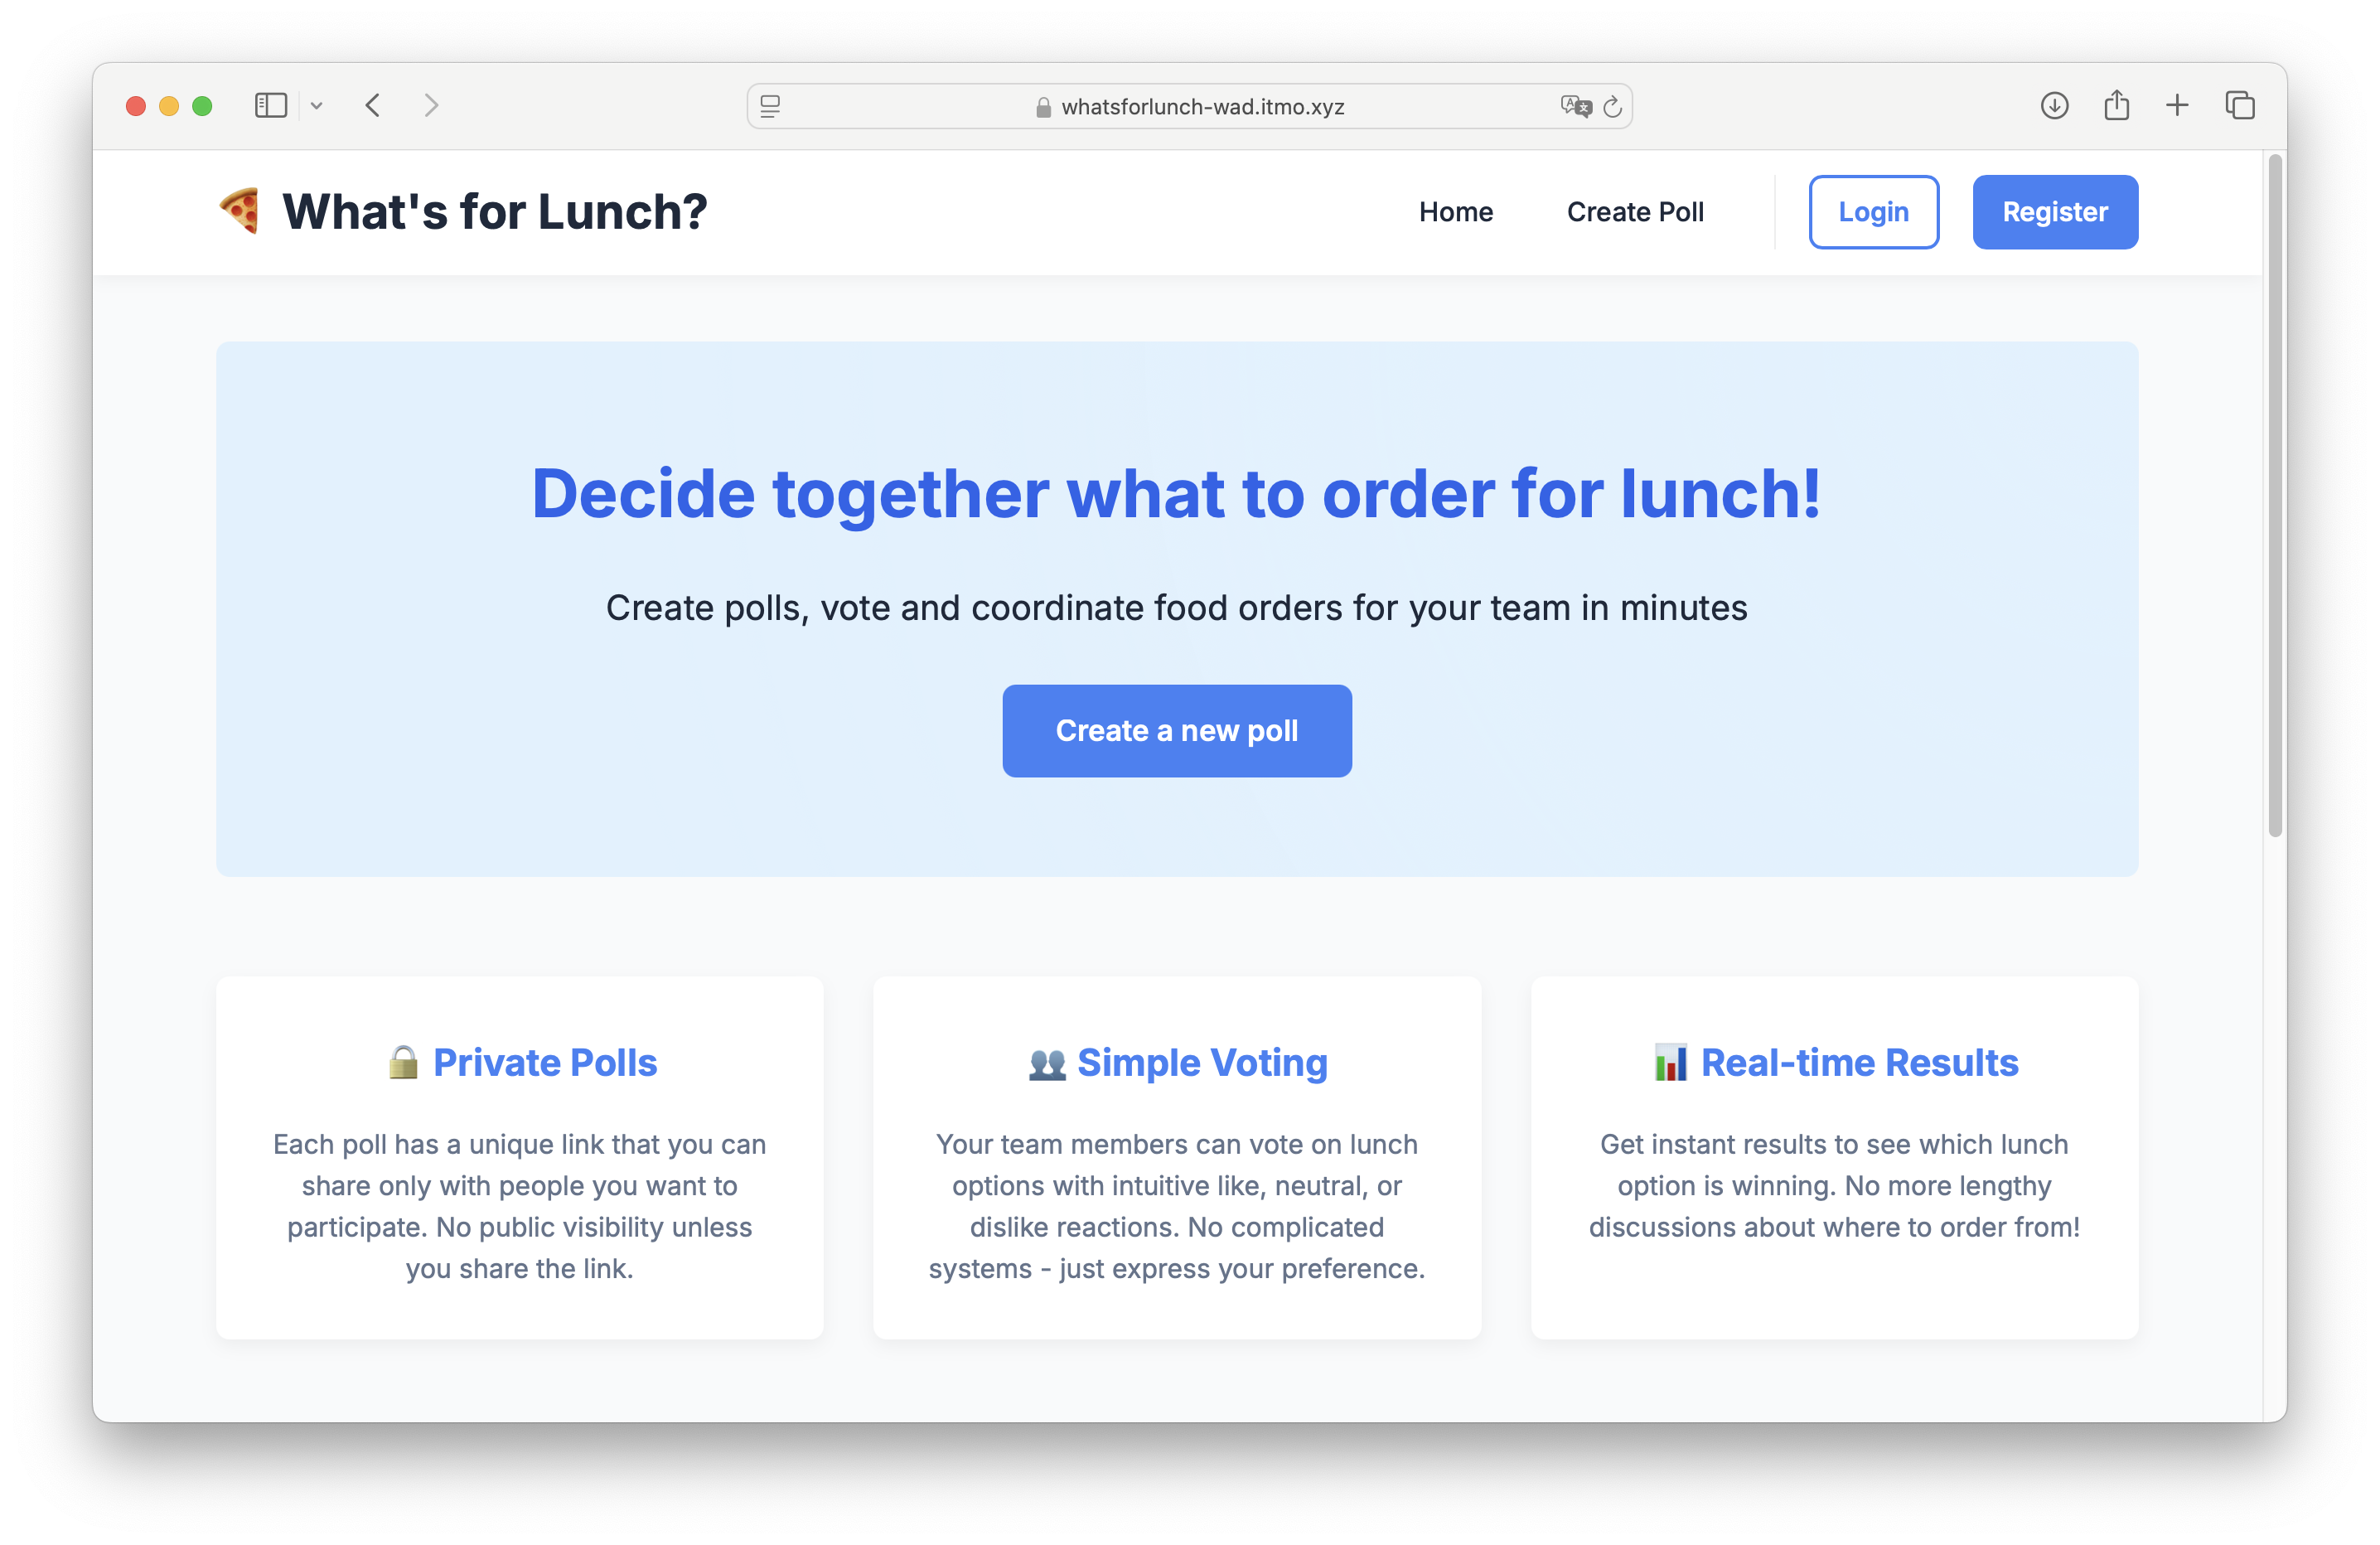 whatsforlunch-wad.itmo.xyz
What's for Lunch?
Home
Create Poll
Login
Register
Decide together what to order for lunch!
Create polls, vote and coordinate food orders for your team in minutes
Create a new poll
Private Polls
Each poll has a unique link that you can
share only with people you want to
participate. No public visibility unless
you share the link.
Simple Voting
Your team members can vote on lunch
options with intuitive like, neutral, or
dislike reactions. No complicated
systems - just express your preference.
Real-time Results
Get instant results to see which lunch
option is winning. No more lengthy
discussions about where to order from!